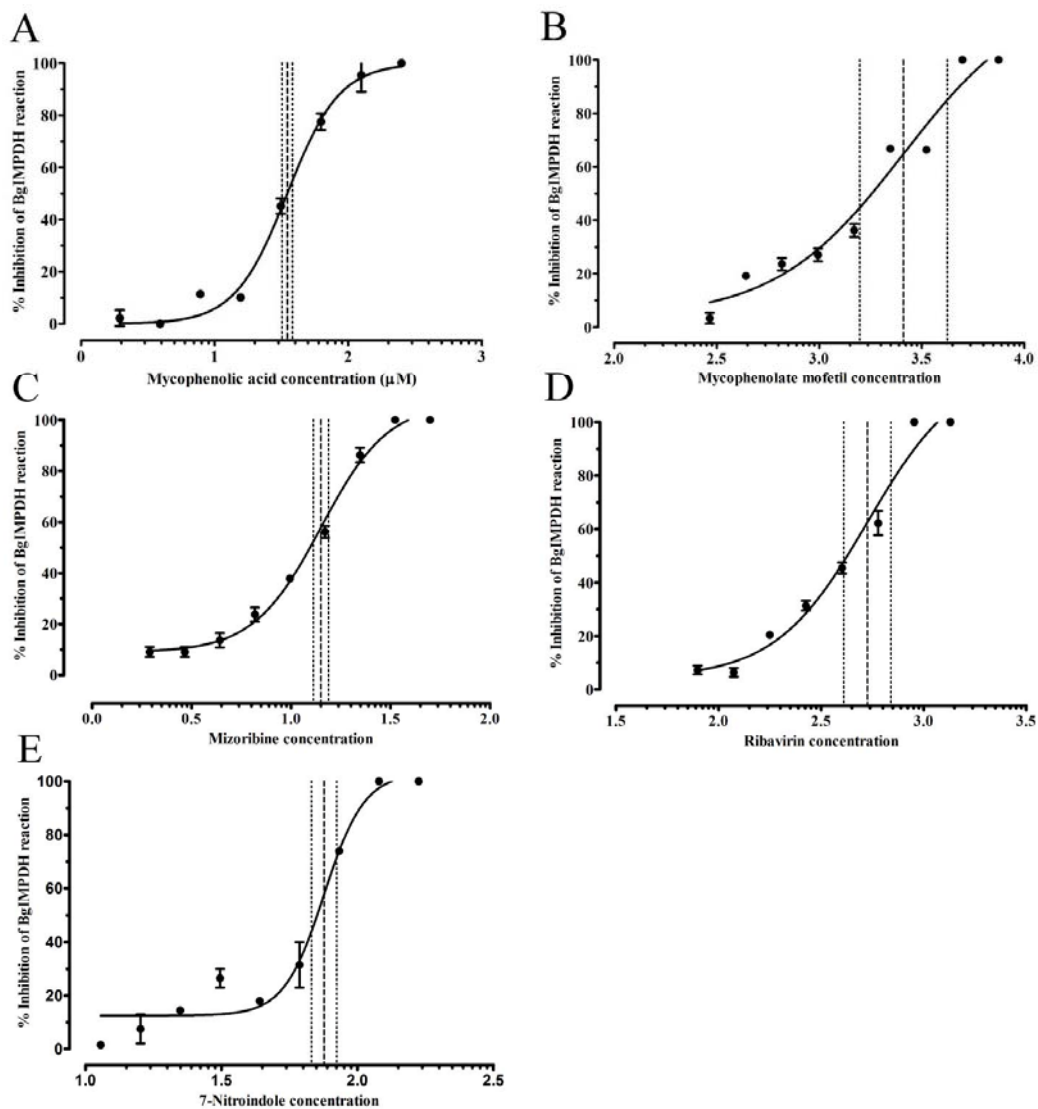 A
% Inhibition of BgIMPDH reaction
100
80
60
40
20
0
0 1 2 3
Mycophenolic acid concentration (μM)
B
% Inhibition of BgIMPDH reaction
100
80
60
40
20
0
2.0 2.5 3.0 3.5 4.0
Mycophenolate mofetil concentration
C
% Inhibition of BgIMPDH reaction
100
80
60
40
20
0
0.0 0.5 1.0 1.5 2.0
Mizoribine concentration
D
% Inhibition of BgIMPDH reaction
100
80
60
40
20
0
1.5 2.0 2.5 3.0 3.5
Ribavirin concentration
E
% Inhibition of BgIMPDH reaction
100
80
60
40
20
0
1.0 1.5 2.0 2.5
7-Nitroindole concentration